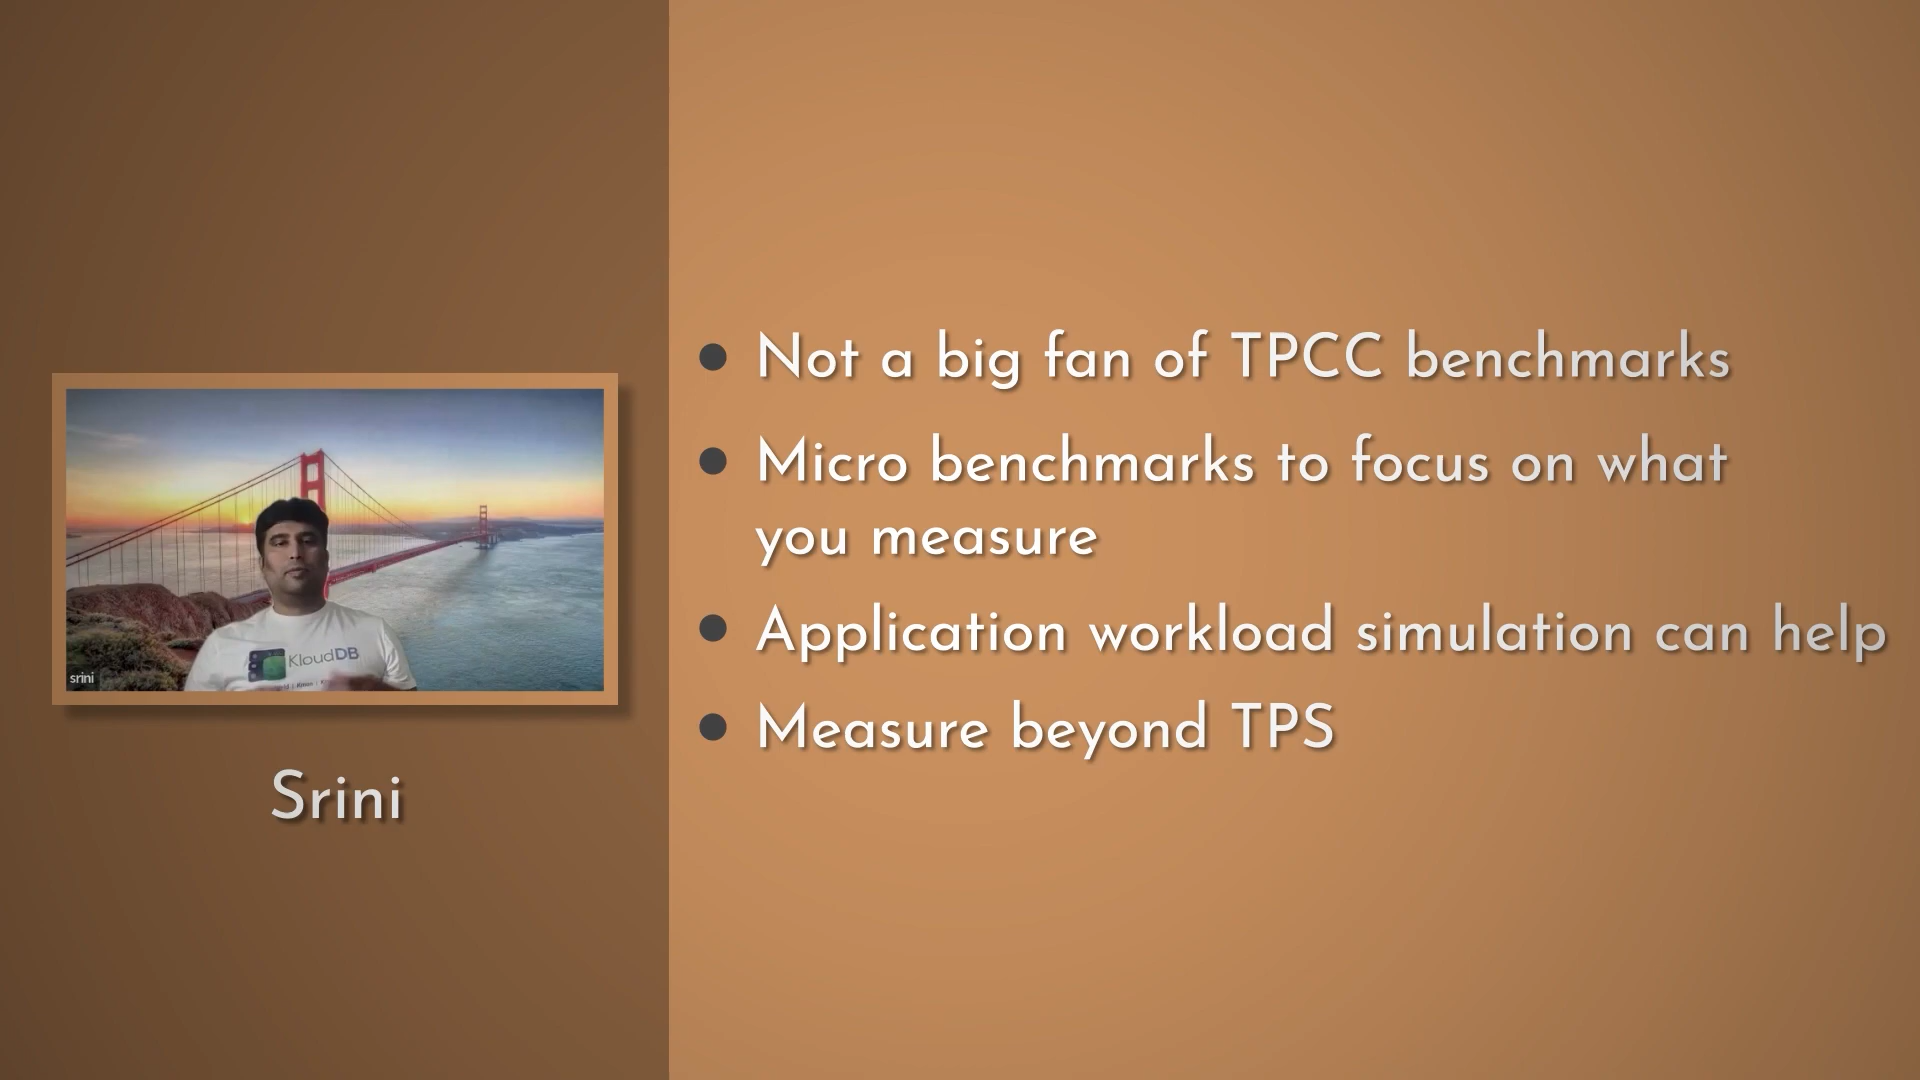 Not a big fan of TPCC benchmarks
Micro benchmarks to focus on what
you measure
Application workload simulation can help
Measure beyond TPS
KloudDB
srini
Srini